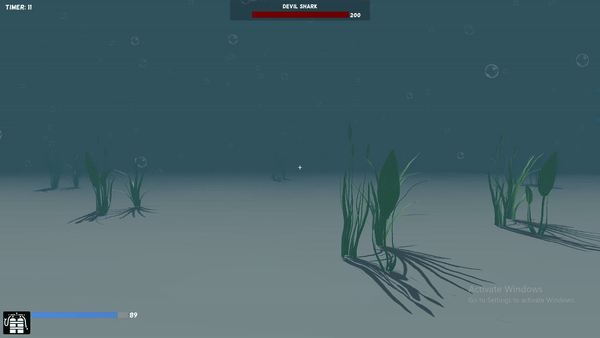 TIMER: 11
DEVIL SHARK
200
Activate Windows
Go to Settings to activate Windows.
89